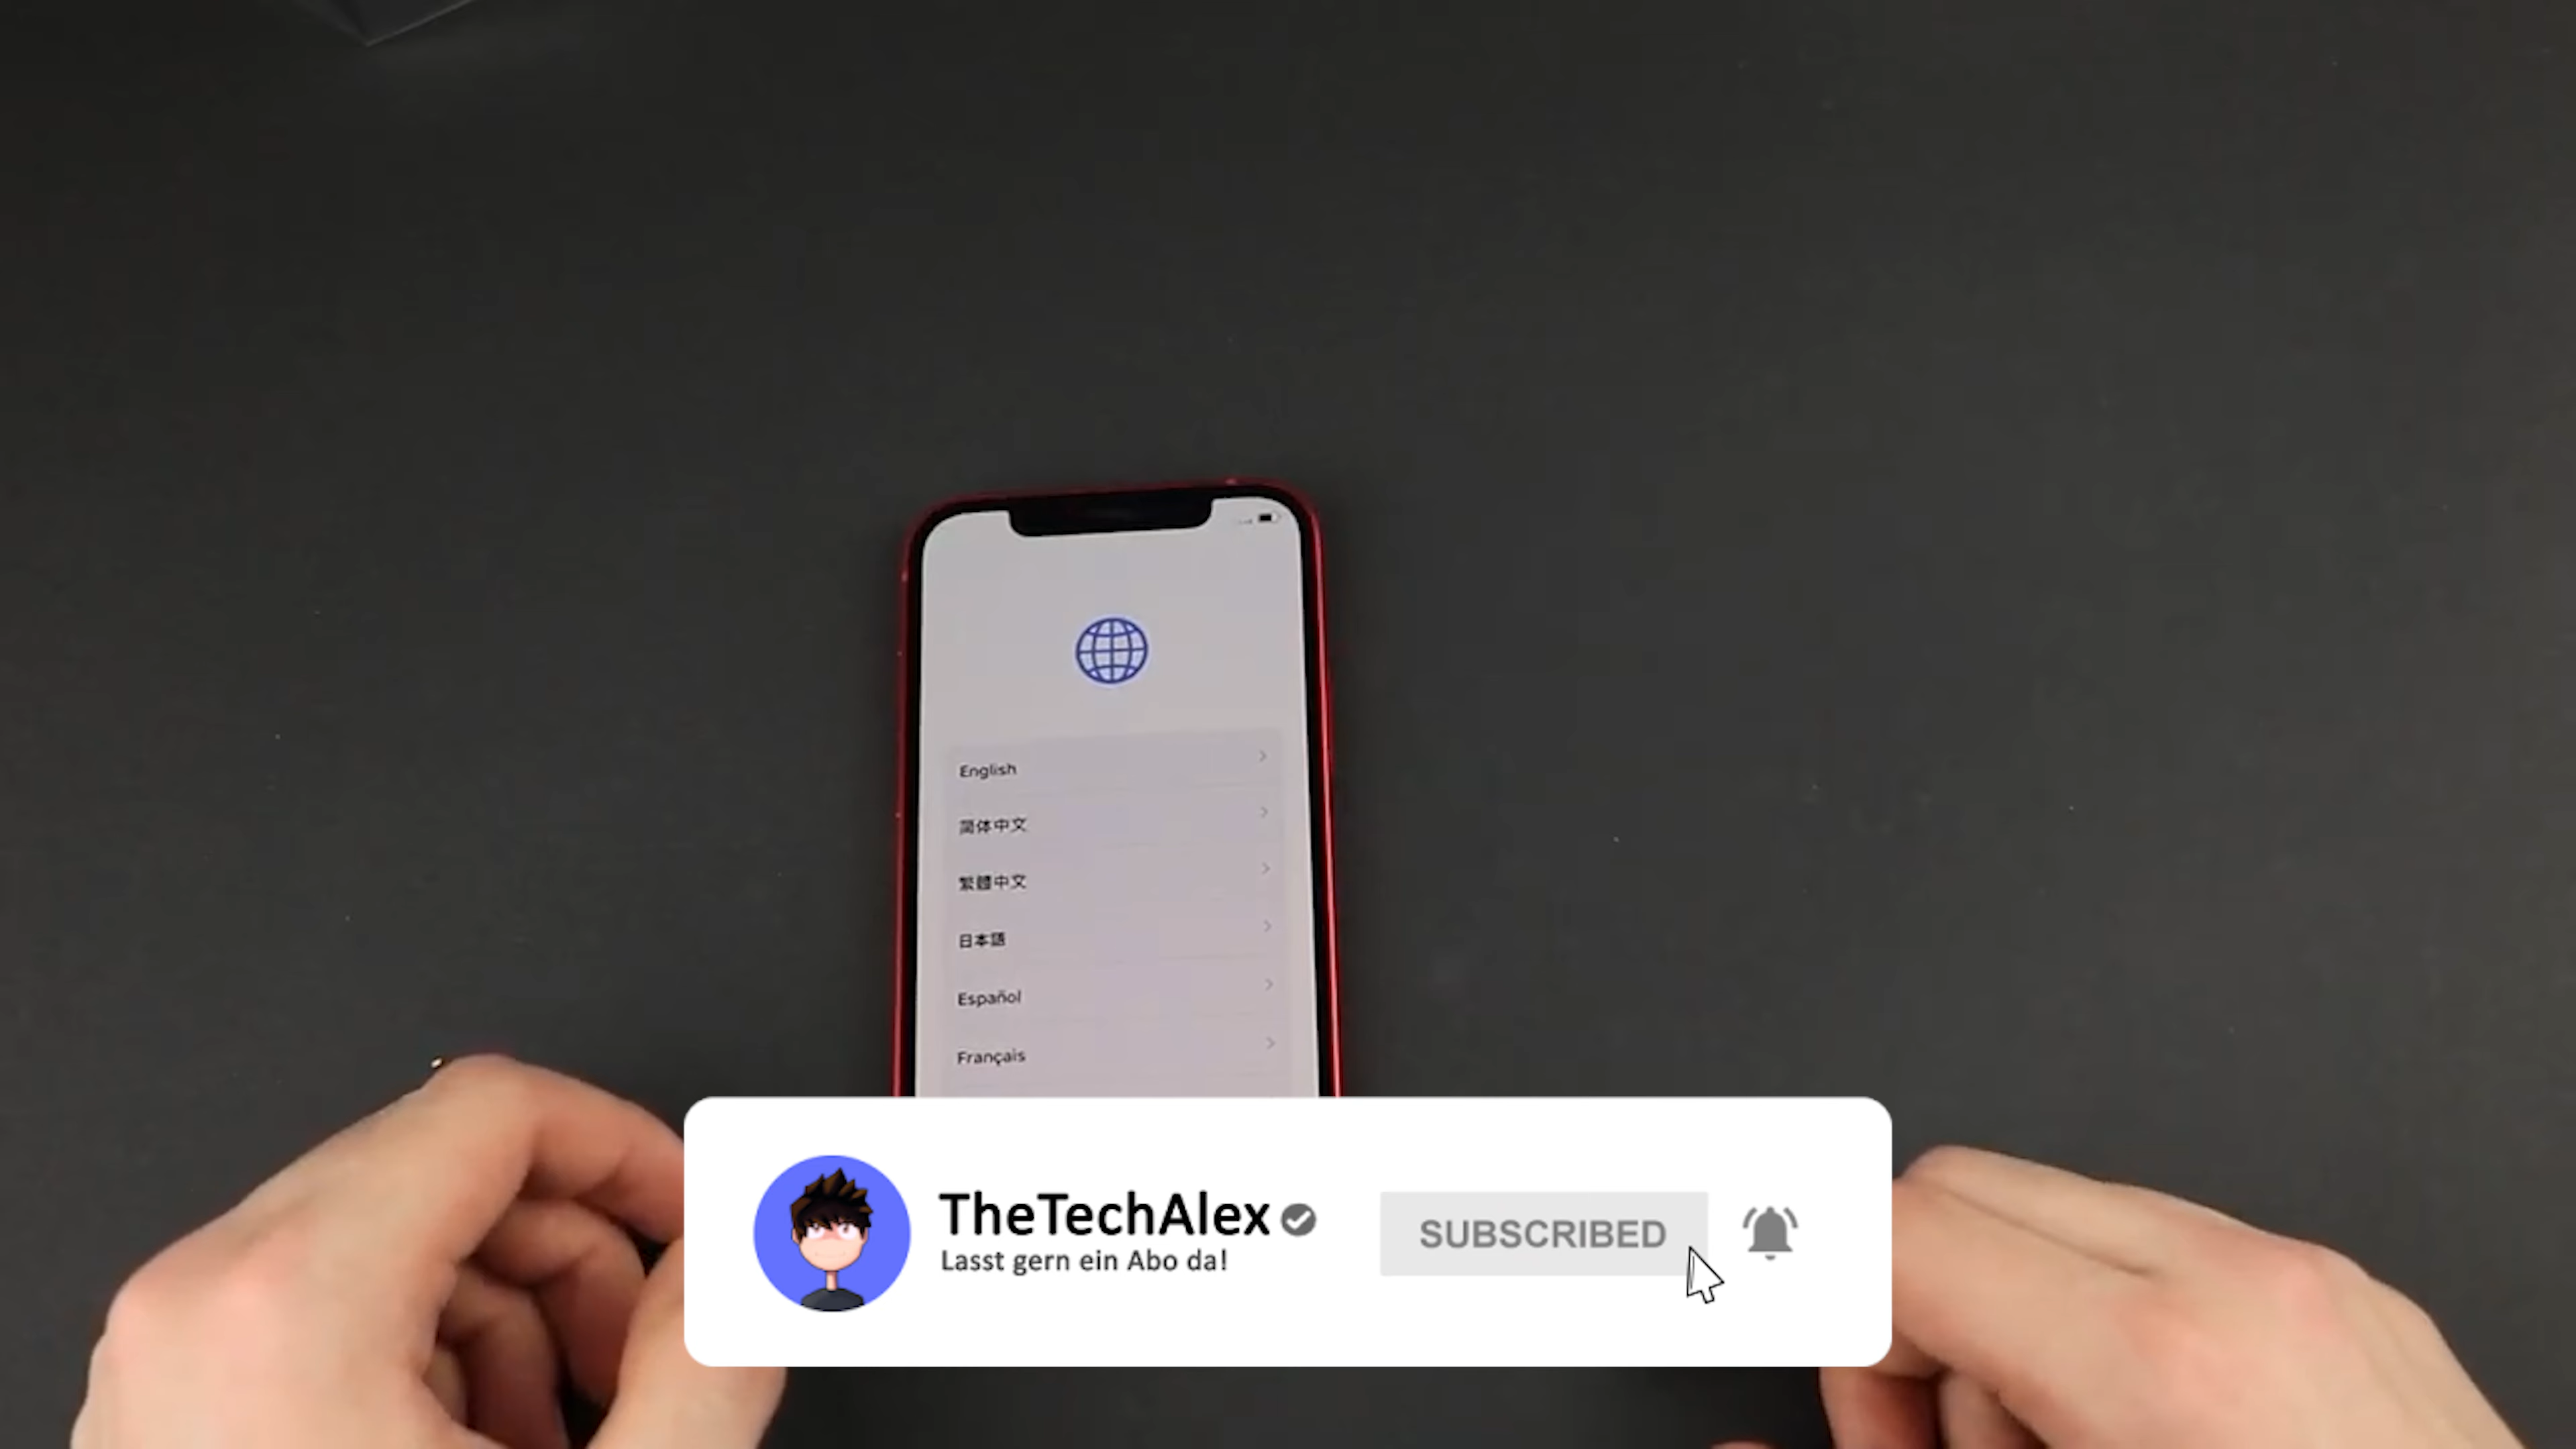 English
简体中文
繁體中文
日本語
Español
Français
TheTechAlex
Lasst gern ein Abo da!
SUBSCRIBED